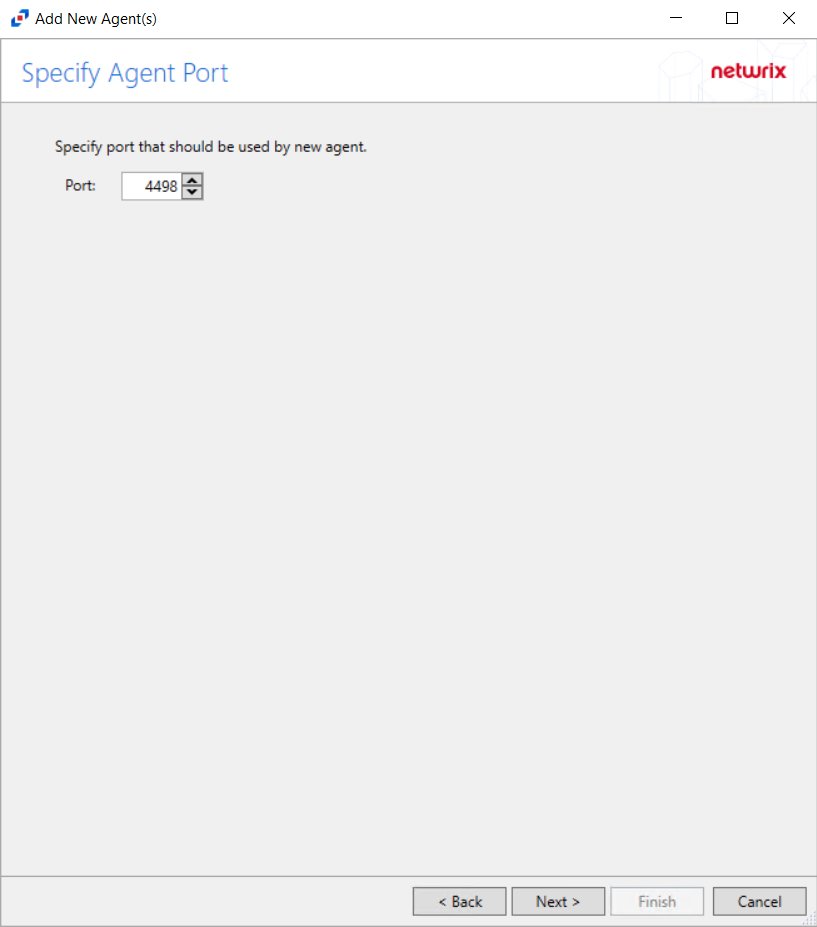 Add New Agent(s)
Specify Agent Port
netwrix
Specify port that should be used by new agent.
Port: 4498
< Back Next > Finish Cancel